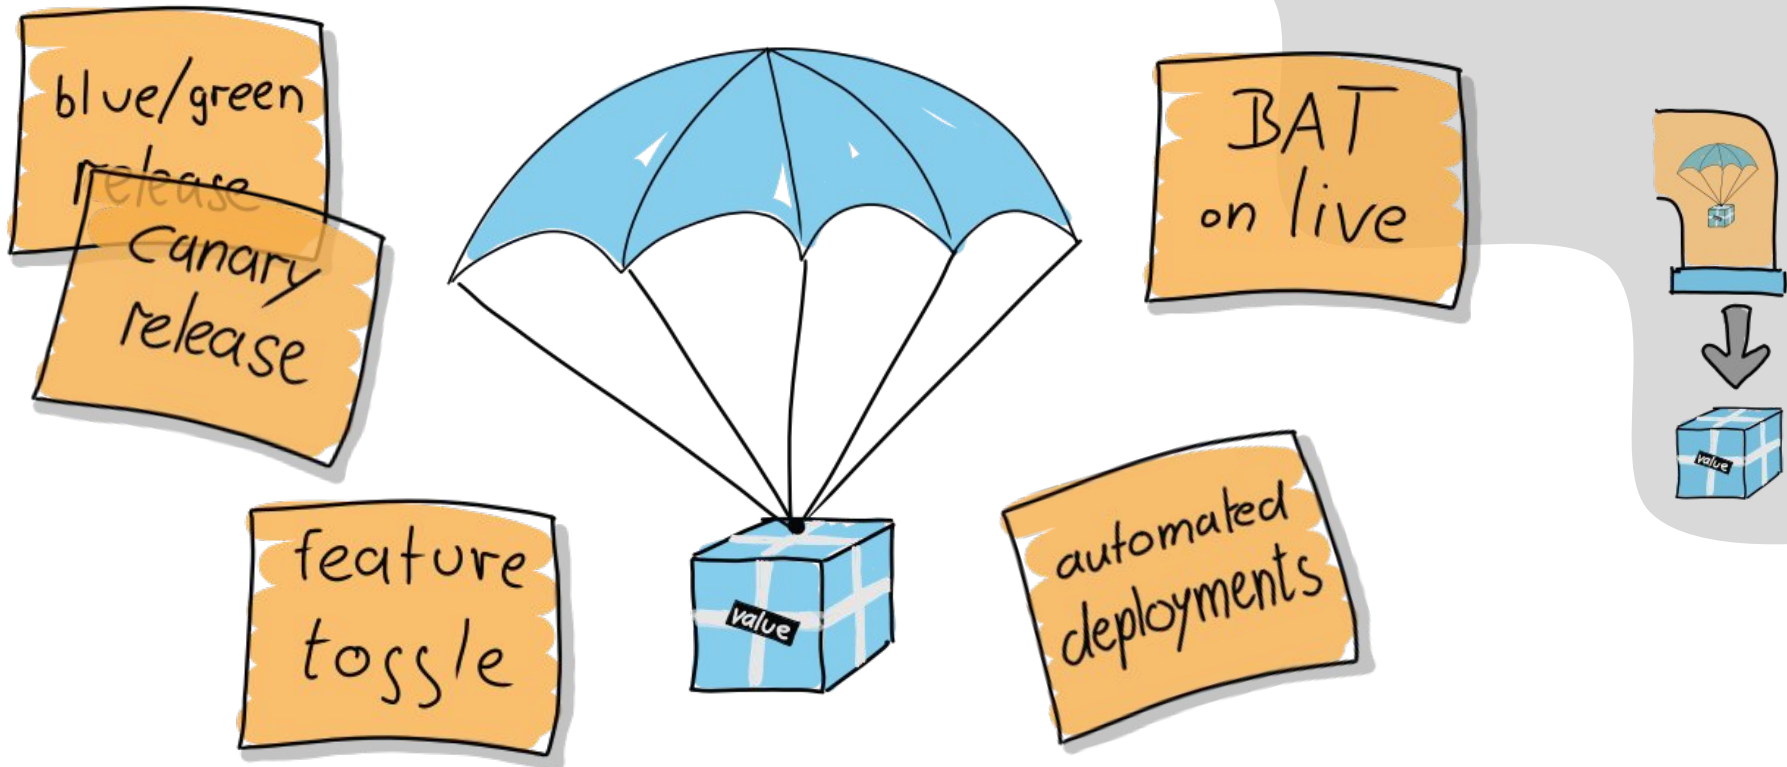 blue/green
release
canary
release
BAT
on live
feature
toggle
automated
deployments
value
value